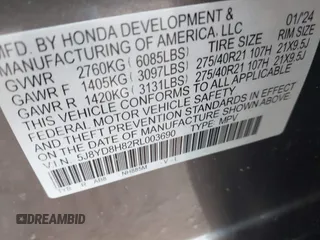 MFD. BY HONDA DEVELOPMENT & 01/24
MANUFACTURING OF AMERICA, LLC RIM SIZE
GVWR 2760KG (6085LBS) TIRE SIZE 21X9.5J
GAWR F 1405KG (3097LBS) 275/40R21 107H 21X9.5J
GAWR R 1420KG (3131LBS) 275/40R21 107H
THIS VEHICLE CONFORMS TO ALL APPLICABLE
FEDERAL MOTOR VEHICLE SAFETY
AND THEFT PREVENTION STANDARDS IN EFFECT
ON THE DATE OF MANUFACTURE SHOWN ABOVE.
V I N: 5J8YD8H82RL003690 TYPE: MPV
NH885M
DREAMBID